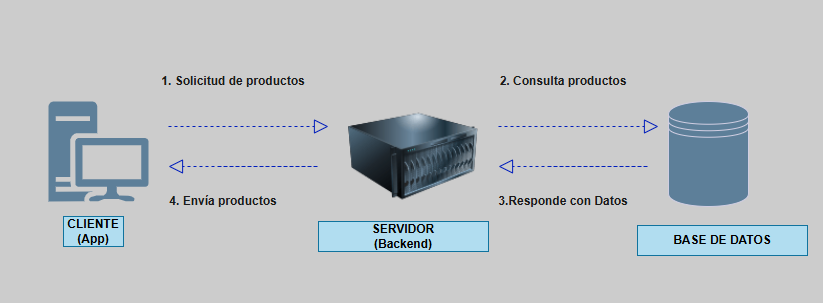 1. Solicitud de productos
2. Consulta productos
4. Envía productos
3.Responde con Datos
CLIENTE
(App)
SERVIDOR
(Backend)
BASE DE DATOS